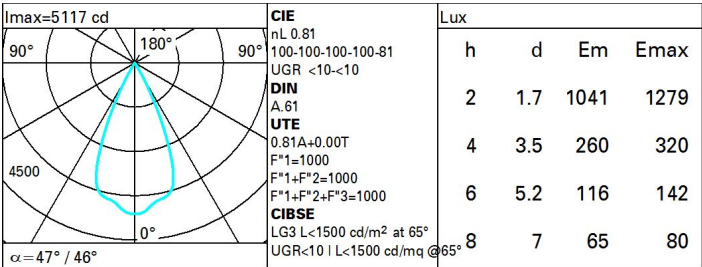 Imax=5117 cd
90°
180°
90°
4500
0°
α=47° / 46°
CIE
nL 0.81
100-100-100-100-81
UGR <10-<10
DIN
A.61
UTE
0.81A+0.00T
F"1=1000
F"1+F"2=1000
F"1+F"2+F"3=1000
CIBSE
LG3 L<1500 cd/m² at 65°
UGR<10 | L<1500 cd/mq @65°
Lux
h d Em Emax
2 1.7 1041 1279
4 3.5 260 320
6 5.2 116 142
8 7 65 80